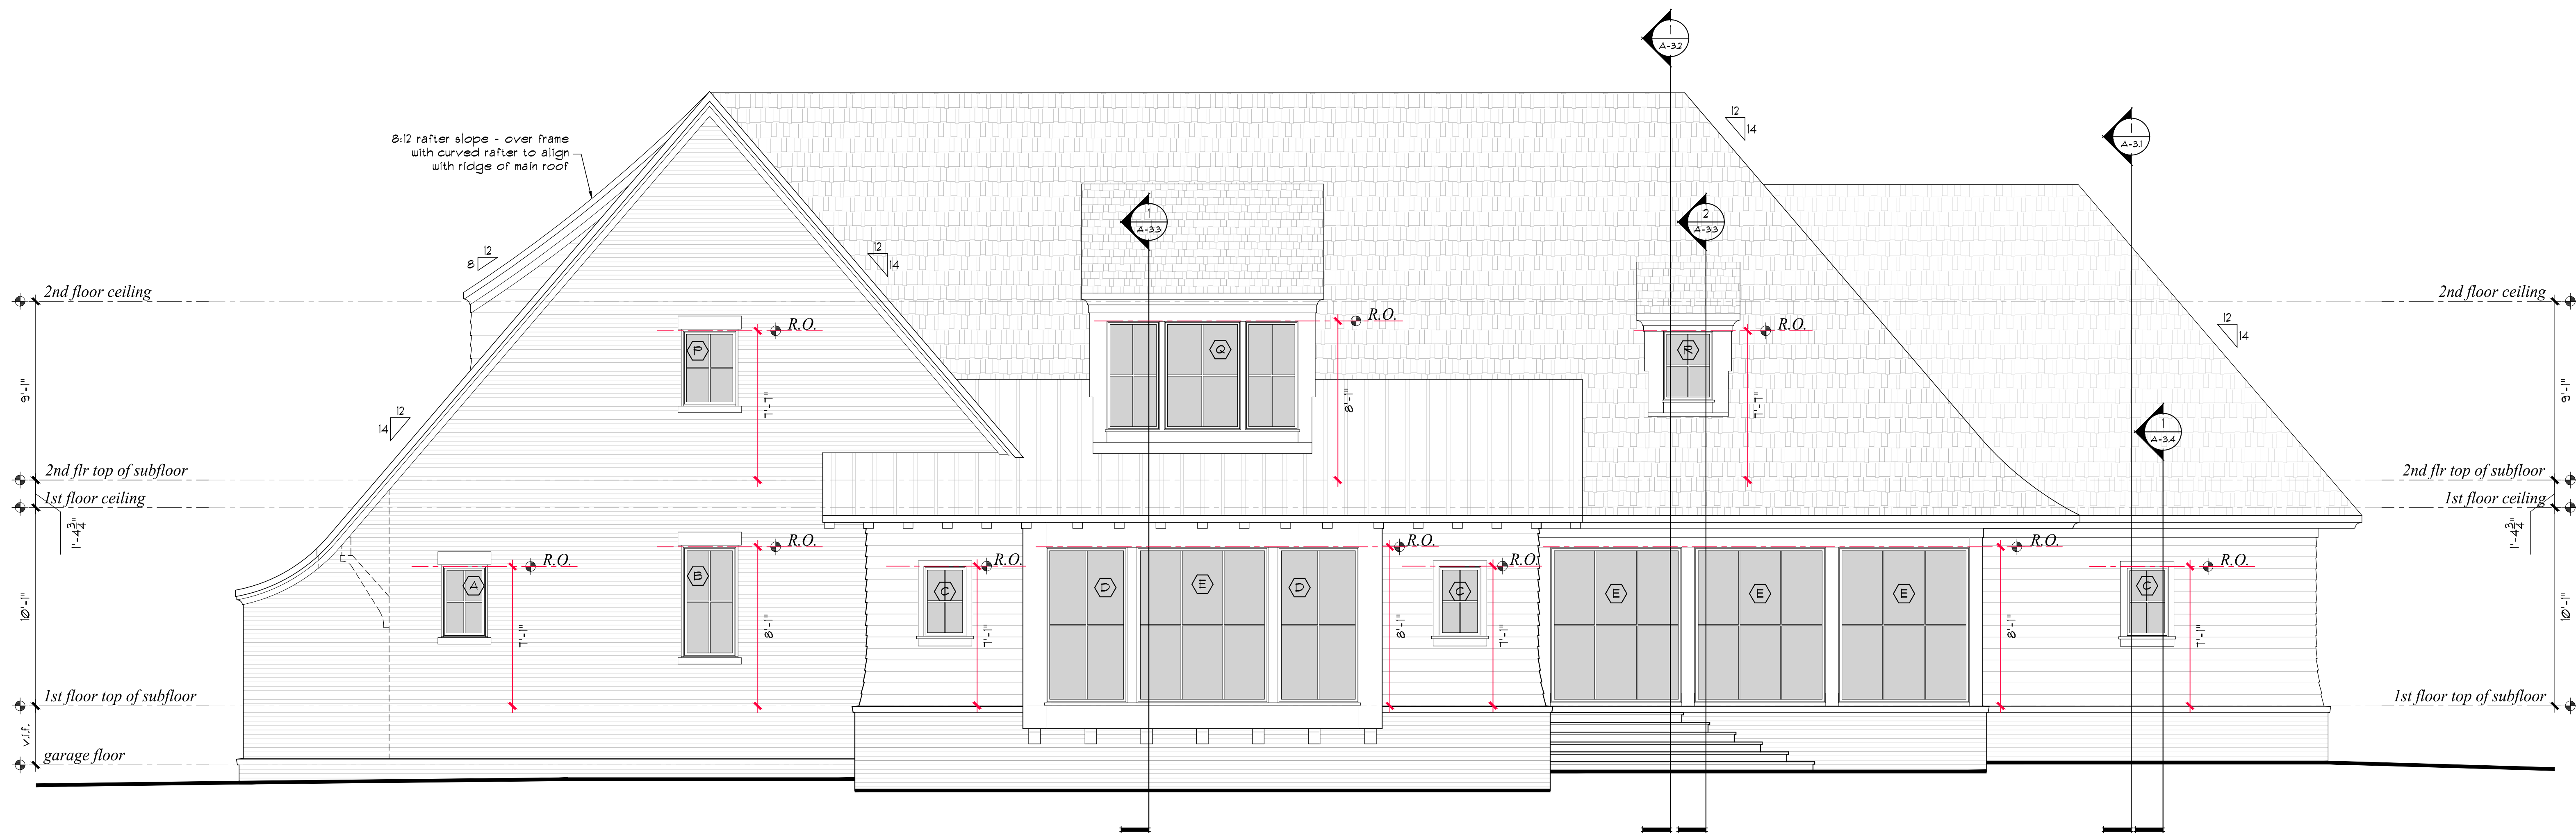 1
A-3.2
12
14
1
A-3.1
8:12 rafter slope - over frame
with curved rafter to align
with ridge of main roof
1
A-3.3
2
A-3.3
12
8
12
14
2nd floor ceiling
2nd floor ceiling
R.O.
R.O.
R.O.
12
14
P
Q
R
9'-1"
7'-7"
8'-1"
7'-7"
9'-1"
12
14
1
A-3.4
2nd flr top of subfloor
2nd flr top of subfloor
1st floor ceiling
1st floor ceiling
1'-4 3/4"
1'-4 3/4"
R.O.
R.O.
R.O.
R.O.
R.O.
R.O.
R.O.
R.O.
A
B
C
D
E
D
C
E
E
E
C
10'-1"
7'-1"
8'-1"
7'-1"
8'-1"
7'-1"
8'-1"
7'-1"
10'-1"
1st floor top of subfloor
1st floor top of subfloor
v.i.f.
garage floor